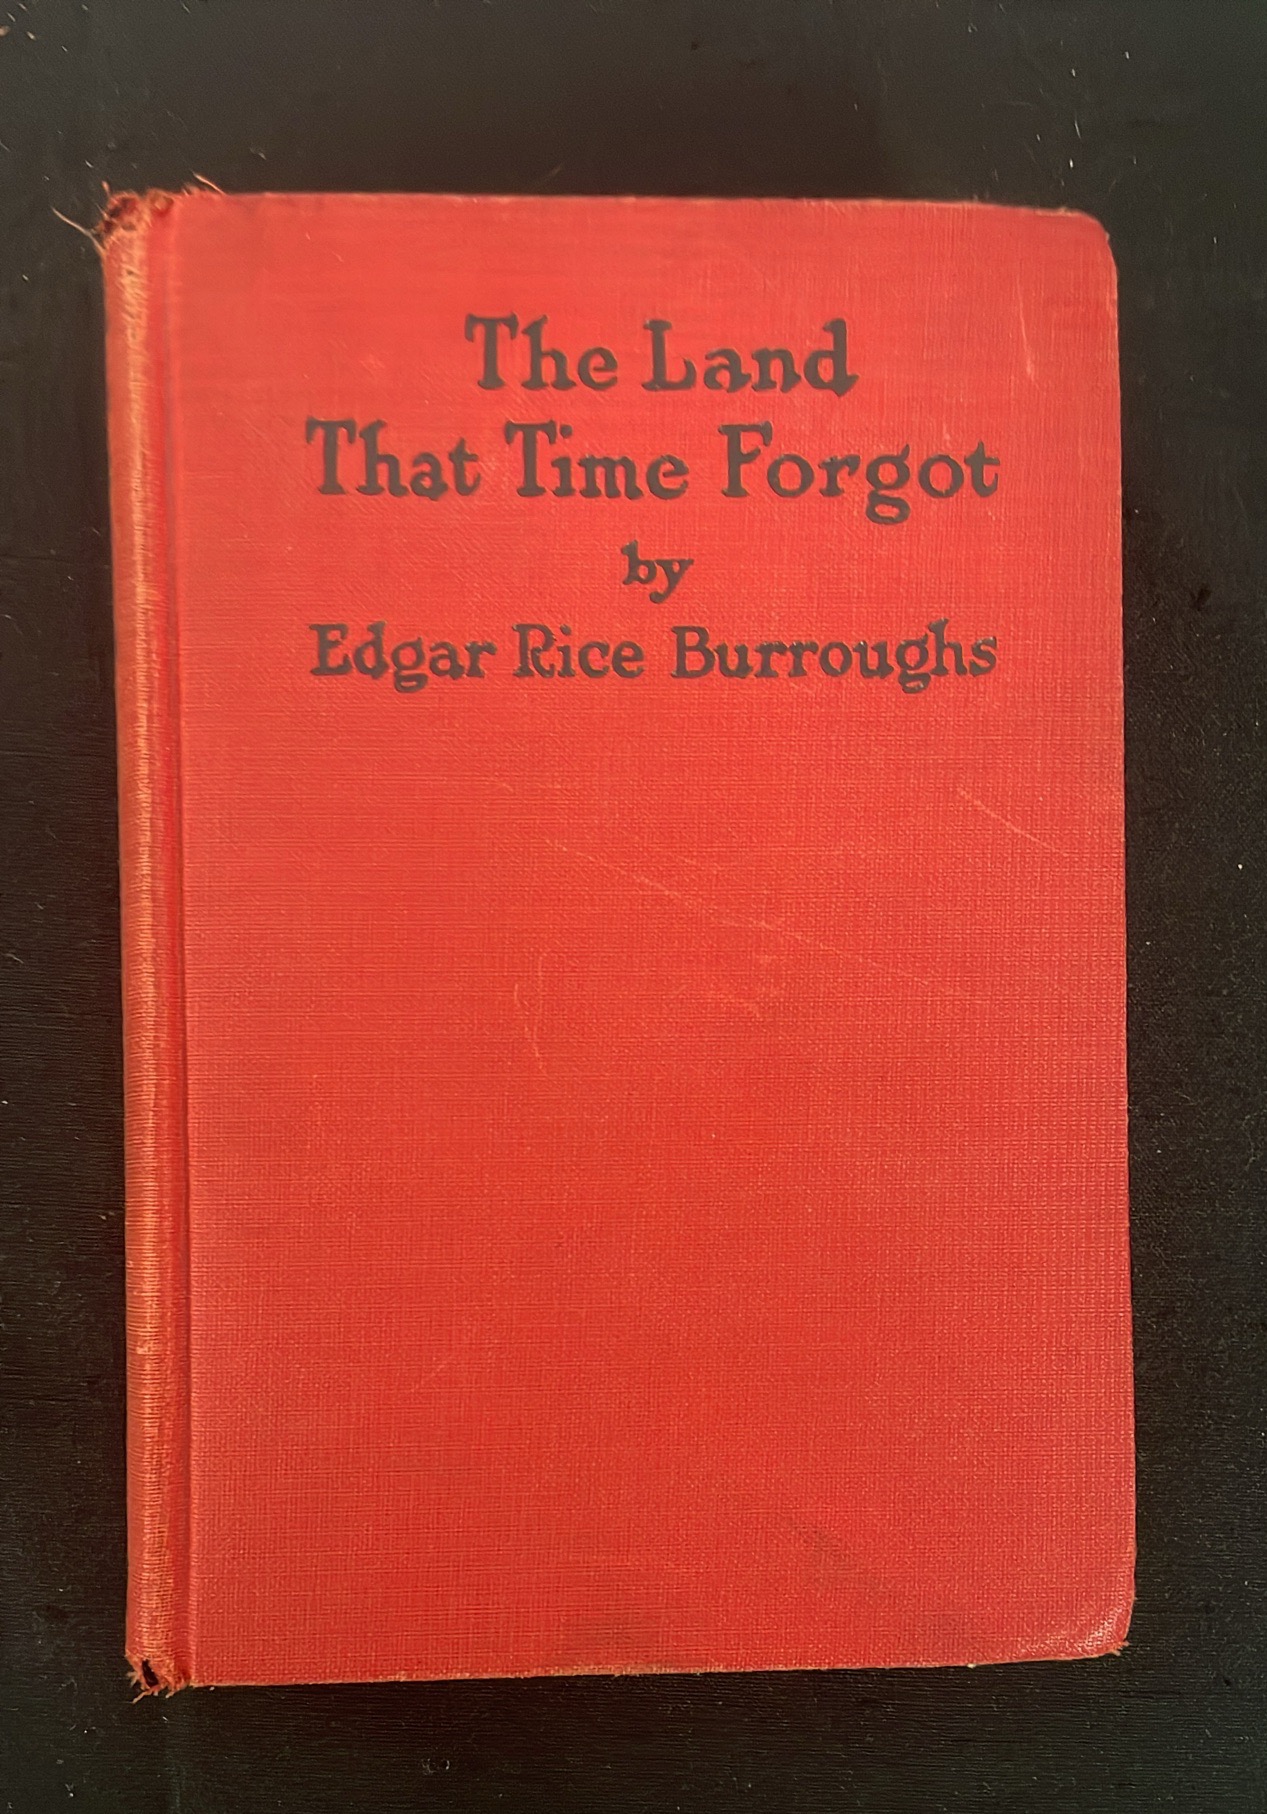 The Land
That Time Forgot
by
Edgar Rice Burroughs